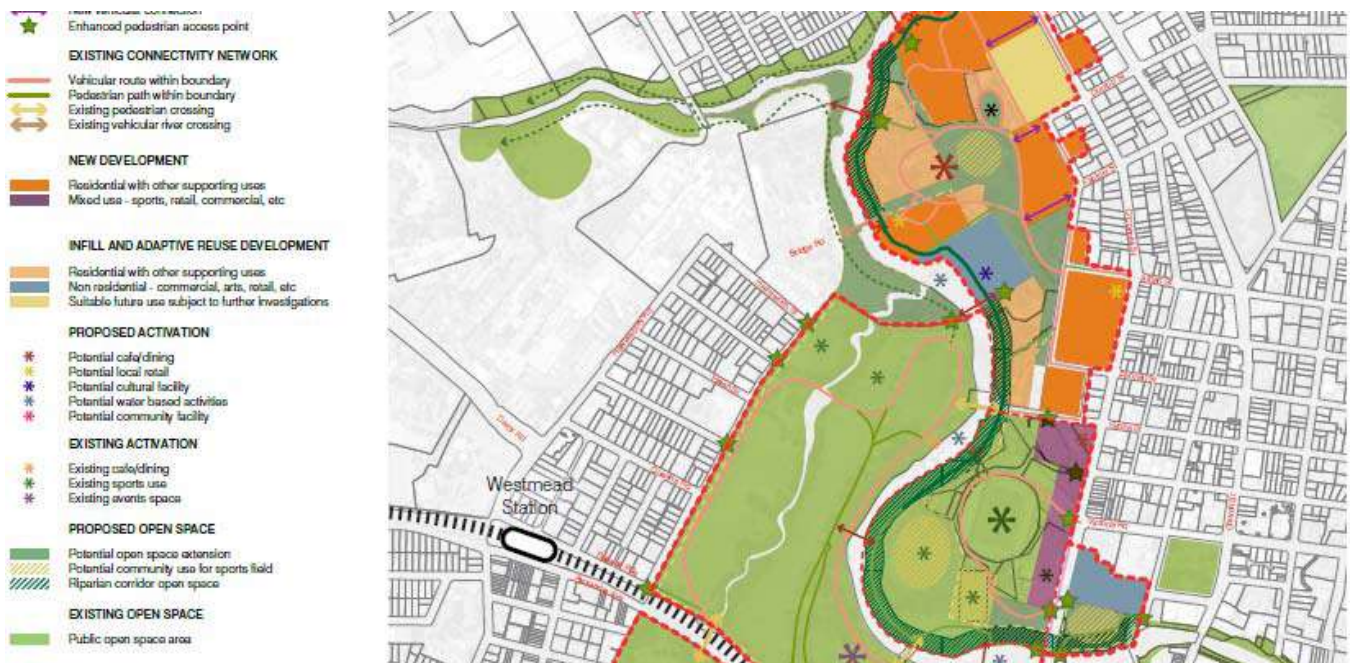 Enhanced pedestrian access point
EXISTING CONNECTIVITY NETWORK
Vehicular route within boundary
Pedestrian path within boundary
Existing pedestrian crossing
Existing vehicular river crossing
NEW DEVELOPMENT
Residential with other supporting uses
Mixed use - sports, retail, commercial, etc
INFILL AND ADAPTIVE REUSE DEVELOPMENT
Residential with other supporting uses
Non residential - commercial, arts, retail, etc
Suitable future use subject to further investigations
PROPOSED ACTIVATION
Potential cafe/dining
Potential local retail
Potential cultural facility
Potential water based activities
Potential community facility
EXISTING ACTIVATION
Existing cafe/dining
Existing sports use
Existing events space
PROPOSED OPEN SPACE
Potential open space extension
Potential community use for sports field
Riparian corridor open space
EXISTING OPEN SPACE
Public open space area
Bridge Rd
Westmead
Station